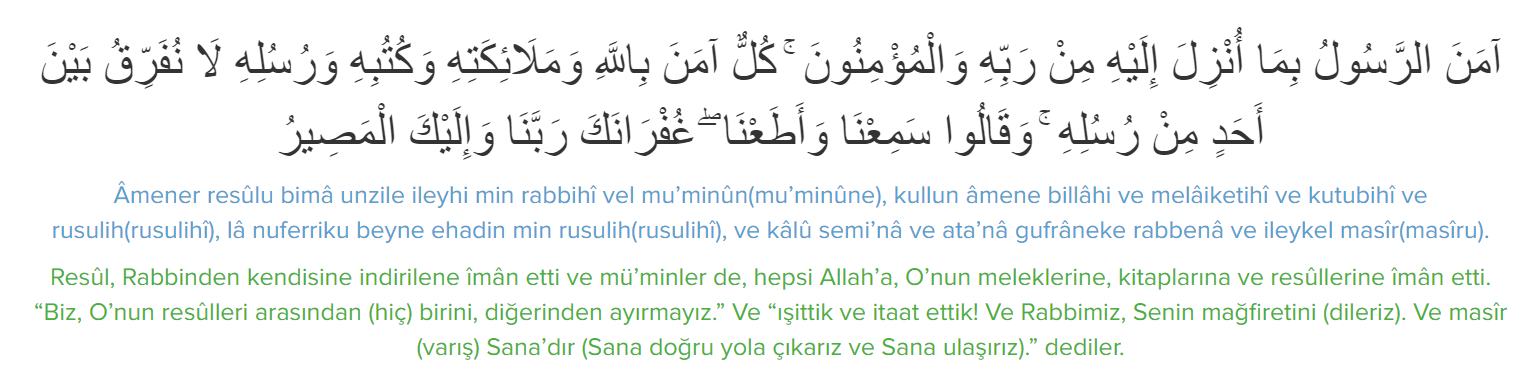 آمَنَ الرَّسُولُ بِمَا أُنْزِلَ إِلَيْهِ مِنْ رَبِّهِ وَالْمُؤْمِنُونَ ۚ كُلٌّ آمَنَ بِاللَّهِ وَمَلَائِكَتِهِ وَكُتُبِهِ وَرُسُلِهِ لَا نُفَرِّقُ بَيْنَ
أَحَدٍ مِنْ رُسُلِهِ ۚ وَقَالُوا سَمِعْنَا وَأَطَعْنَا ۖ غُفْرَانَكَ رَبَّنَا وَإِلَيْكَ الْمَصِيرُ
Âmener resûlu bimâ unzile ileyhi min rabbihî vel mu’minûn(mu’minûne), kullun âmene billâhi ve melâiketihî ve kutubihî ve
rusulih(rusulihî), lâ nuferriku beyne ehadin min rusulih(rusulihî), ve kâlû semi’nâ ve ata’nâ gufrâneke rabbenâ ve ileykel masîr(masîru).
Resûl, Rabbinden kendisine indirilene îmân etti ve mü’minler de, hepsi Allah’a, O’nun meleklerine, kitaplarına ve resûllerine îmân etti.
“Biz, O’nun resûlleri arasından (hiç) birini, diğerinden ayırmayız.” Ve “ışittik ve itaat ettik! Ve Rabbimiz, Senin mağfiretini (dileriz). Ve masîr
(varış) Sana’dır (Sana doğru yola çıkarız ve Sana ulaşırız).” dediler.